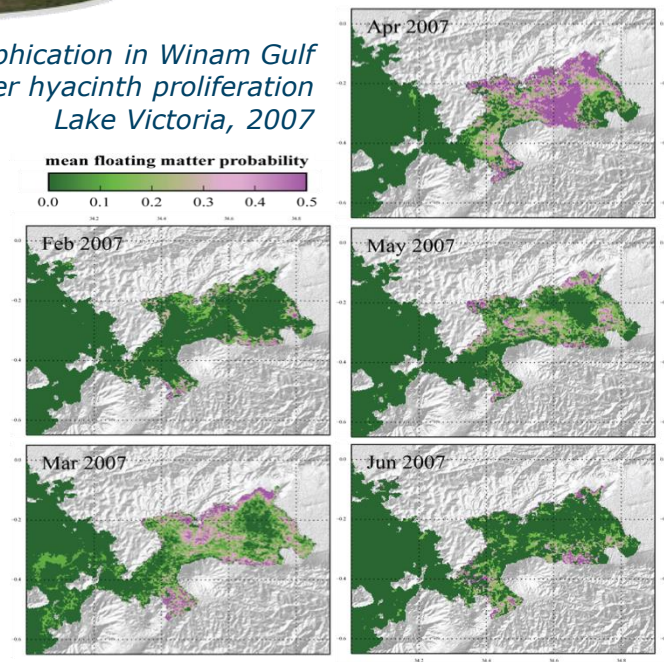 phication in Winam Gulf
er hyacinth proliferation
Lake Victoria, 2007
mean floating matter probability
0.0 0.1 0.2 0.3 0.4 0.5
Apr 2007
Feb 2007
May 2007
Mar 2007
Jun 2007